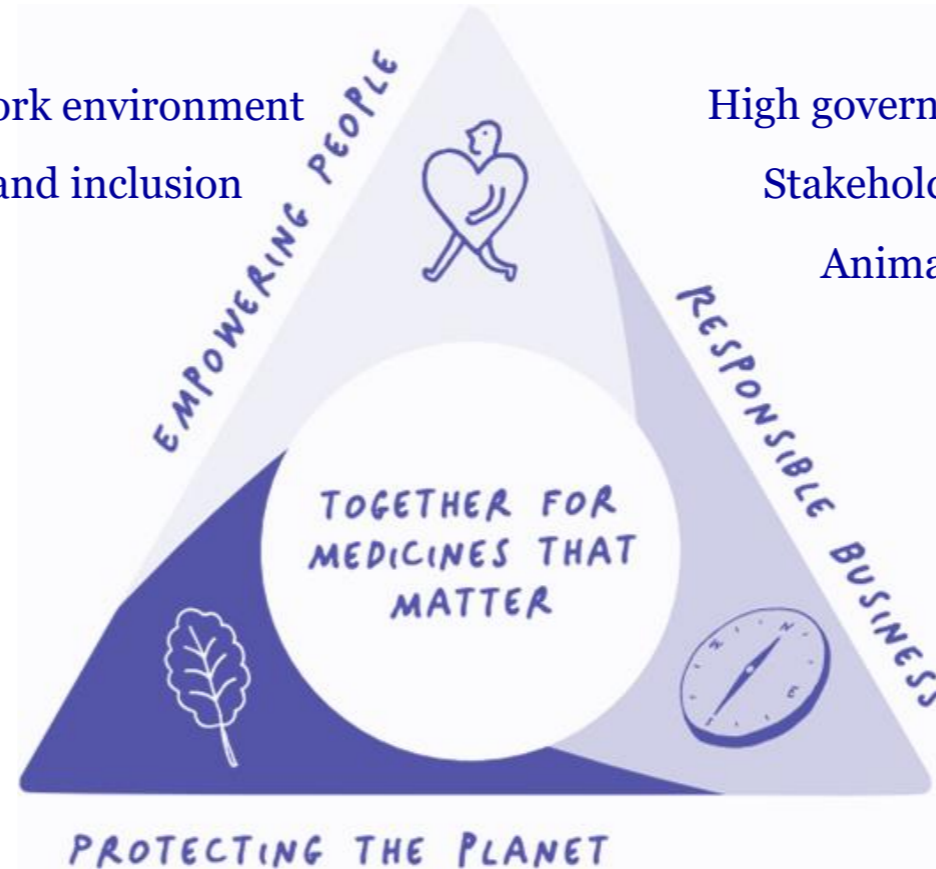 ork environment
and inclusion
High govern
Stakehol
Anima
EMPOWERING PEOPLE
RESPONSIBLE BUSINESS
TOGETHER FOR
MEDICINES THAT
MATTER
N
E
S
W
PROTECTING THE PLANET